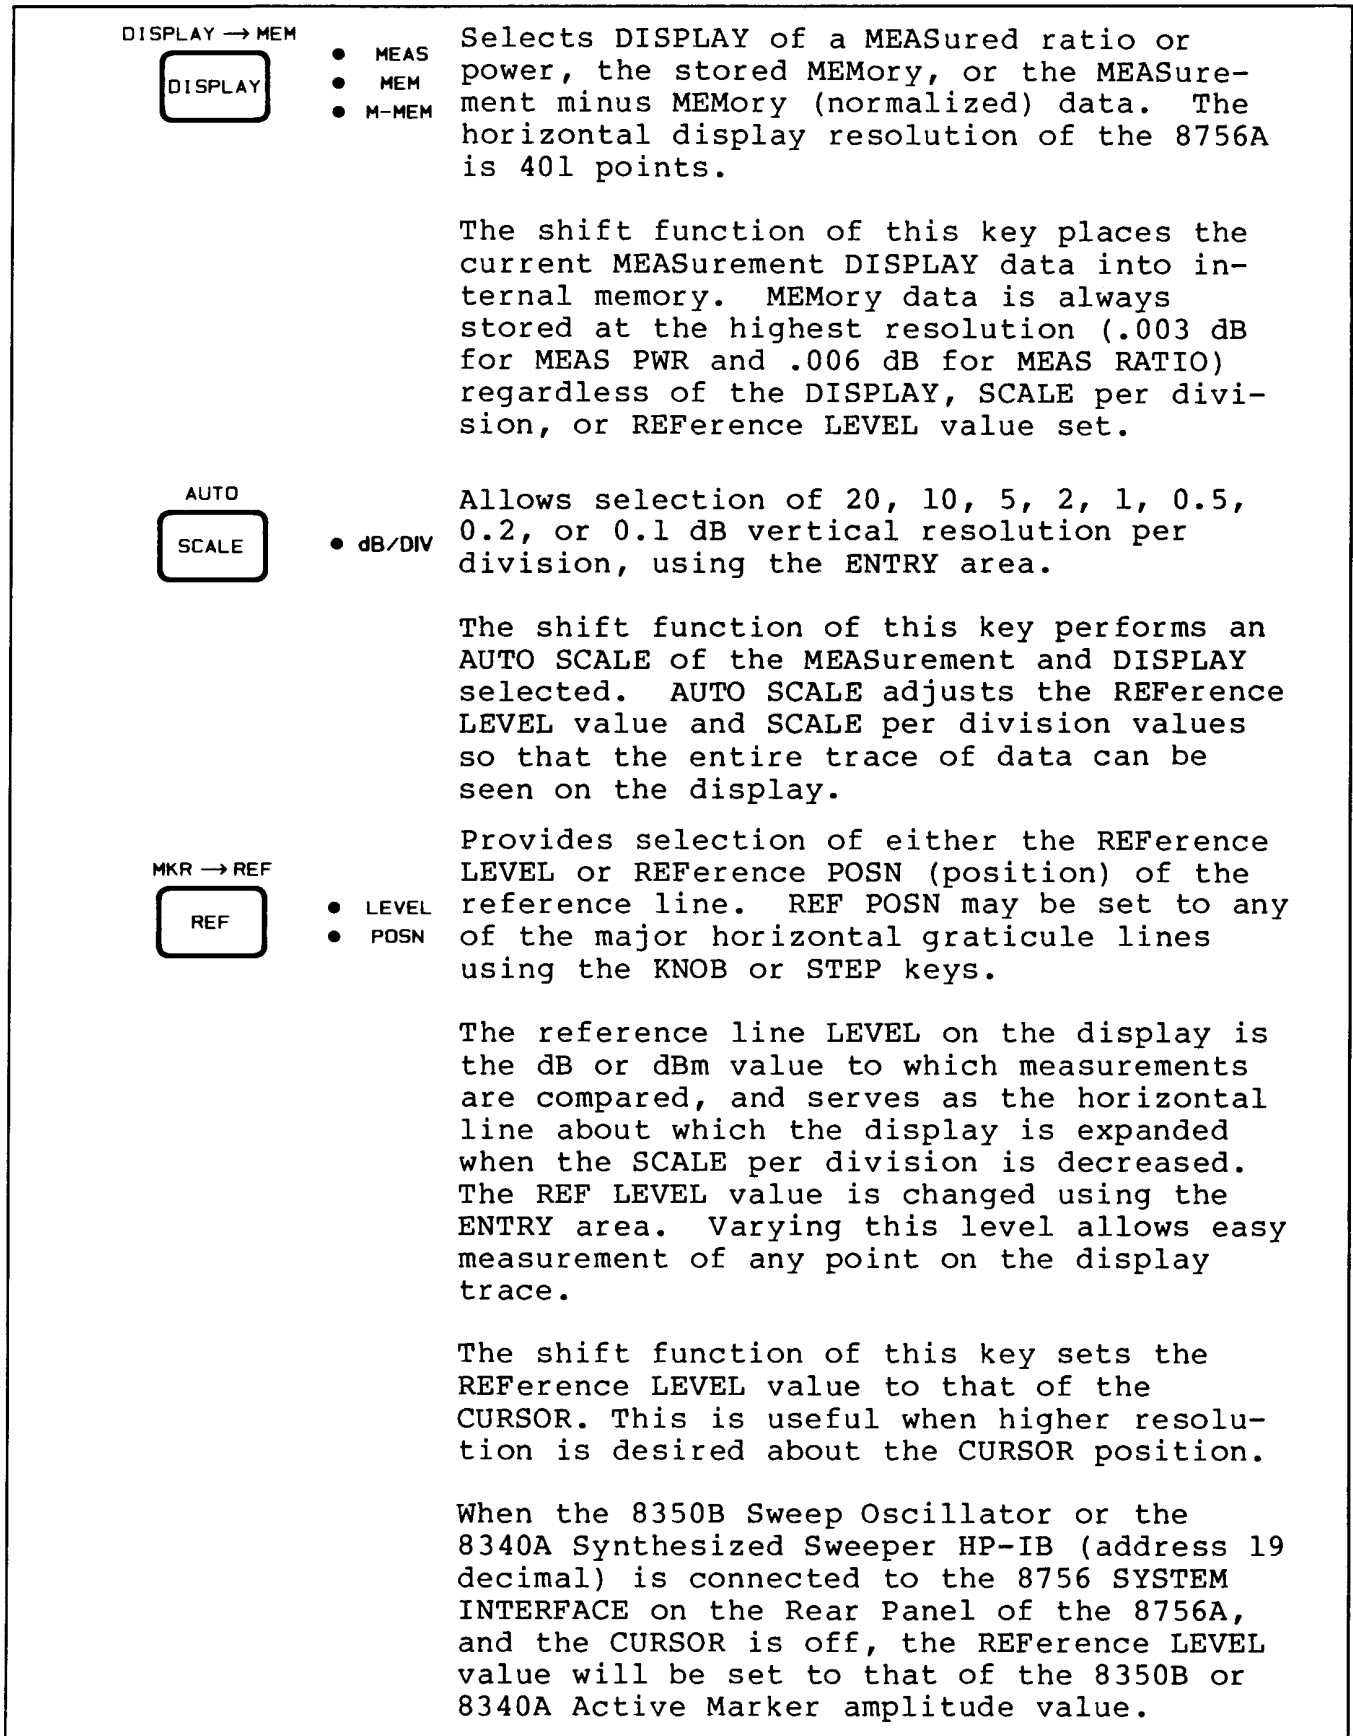 DISPLAY → MEM
DISPLAY
● MEAS
● MEM
● M-MEM
Selects DISPLAY of a MEASured ratio or
power, the stored MEMory, or the MEASure-
ment minus MEMory (normalized) data. The
horizontal display resolution of the 8756A
is 401 points.
The shift function of this key places the
current MEASurement DISPLAY data into in-
ternal memory. MEMory data is always
stored at the highest resolution (.003 dB
for MEAS PWR and .006 dB for MEAS RATIO)
regardless of the DISPLAY, SCALE per divi-
sion, or REFerence LEVEL value set.
AUTO
SCALE
● dB/DIV
Allows selection of 20, 10, 5, 2, 1, 0.5,
0.2, or 0.1 dB vertical resolution per
division, using the ENTRY area.
The shift function of this key performs an
AUTO SCALE of the MEASurement and DISPLAY
selected. AUTO SCALE adjusts the REFerence
LEVEL value and SCALE per division values
so that the entire trace of data can be
seen on the display.
MKR → REF
REF
● LEVEL
● POSN
Provides selection of either the REFerence
LEVEL or REFerence POSN (position) of the
reference line. REF POSN may be set to any
of the major horizontal graticule lines
using the KNOB or STEP keys.
The reference line LEVEL on the display is
the dB or dBm value to which measurements
are compared, and serves as the horizontal
line about which the display is expanded
when the SCALE per division is decreased.
The REF LEVEL value is changed using the
ENTRY area. Varying this level allows easy
measurement of any point on the display
trace.
The shift function of this key sets the
REFerence LEVEL value to that of the
CURSOR. This is useful when higher resolu-
tion is desired about the CURSOR position.
When the 8350B Sweep Oscillator or the
8340A Synthesized Sweeper HP-IB (address 19
decimal) is connected to the 8756 SYSTEM
INTERFACE on the Rear Panel of the 8756A,
and the CURSOR is off, the REFerence LEVEL
value will be set to that of the 8350B or
8340A Active Marker amplitude value.